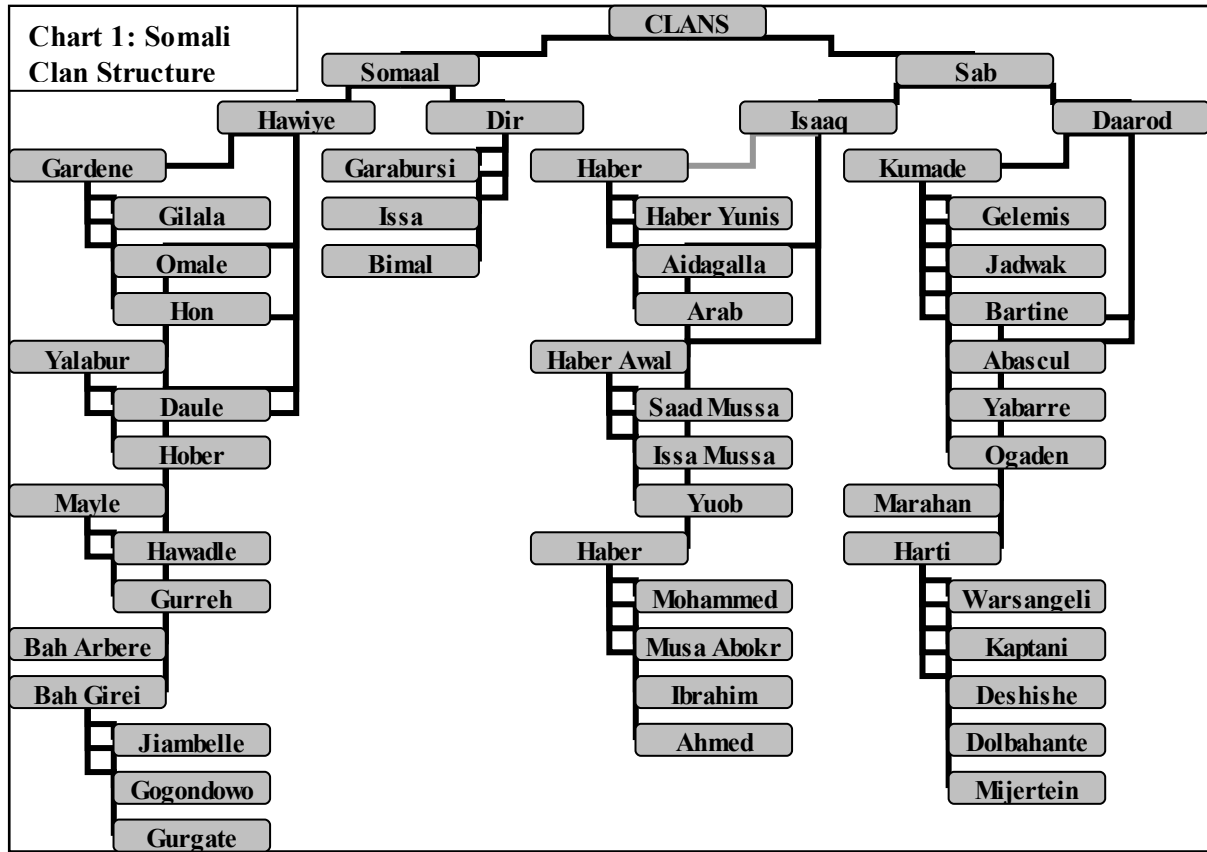 Chart 1: Somali
Clan Structure
CLANS
Somaal
Sab
Hawiye
Dir
Isaaq
Daarod
Gardene
Garabursi
Haber
Kumade
Gilala
Issa
Haber Yunis
Gelemis
Omale
Bimal
Aidagalla
Jadwak
Hon
Arab
Bartine
Yalabur
Haber Awal
Abascul
Daule
Saad Mussa
Yabarre
Hober
Issa Mussa
Ogaden
Mayle
Yuob
Marahan
Hawadle
Haber
Harti
Gurreh
Mohammed
Warsangeli
Bah Arbere
Musa Abokr
Kaptani
Bah Girei
Ibrahim
Deshishe
Jiambelle
Ahmed
Dolbahante
Gogondowo
Mijertein
Gurgate